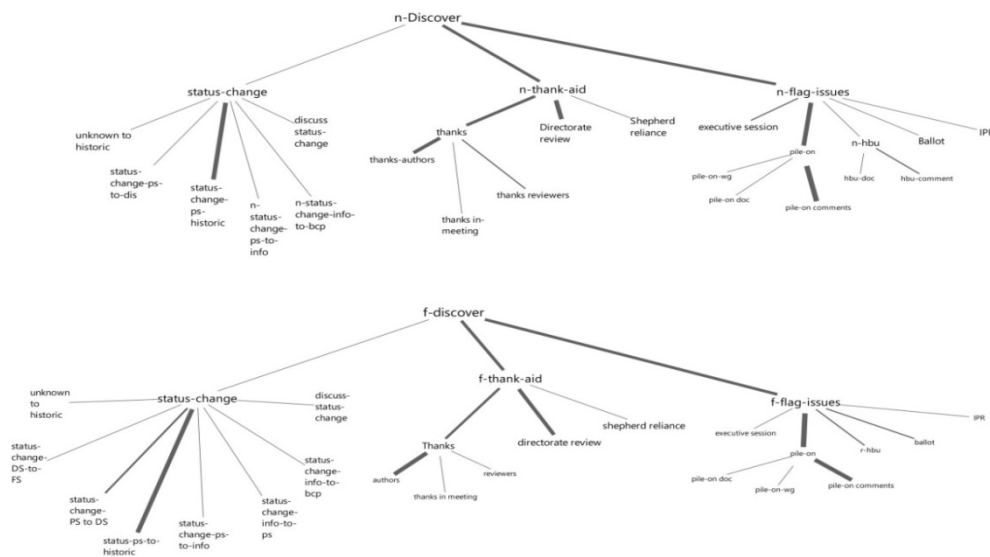 n-Discover
status-change
n-thank-aid
n-flag-issues
unknown to
historic
discuss
status-
change
status-
change-ps-
to-dis
status-
change-
ps-
historic
n-
status-
change-
ps-to-
info
n-status-
change-info-
to-bcp
thanks
Directorate
review
Shepherd
reliance
thanks-authors
thanks reviewers
thanks in-
meeting
executive session
pile-on
n-hbu
Ballot
IPR
pile-on-wg
pile-on doc
pile-on comments
hbu-doc
hbu-comment
f-discover
status-change
f-thank-aid
f-flag-issues
unknown
to
historic
discuss-
status-
change
status-
change-
DS-to-
FS
status-
change-
PS to DS
status-ps-to-
historic
status-
change-ps-
to-info
status-
change-
info-to-
ps
status-
change-
info-to-
bcp
Thanks
directorate review
shepherd reliance
authors
thanks in meeting
reviewers
executive session
pile-on
r-hbu
ballot
IPR
pile-on doc
pile-on-wg
pile-on comments